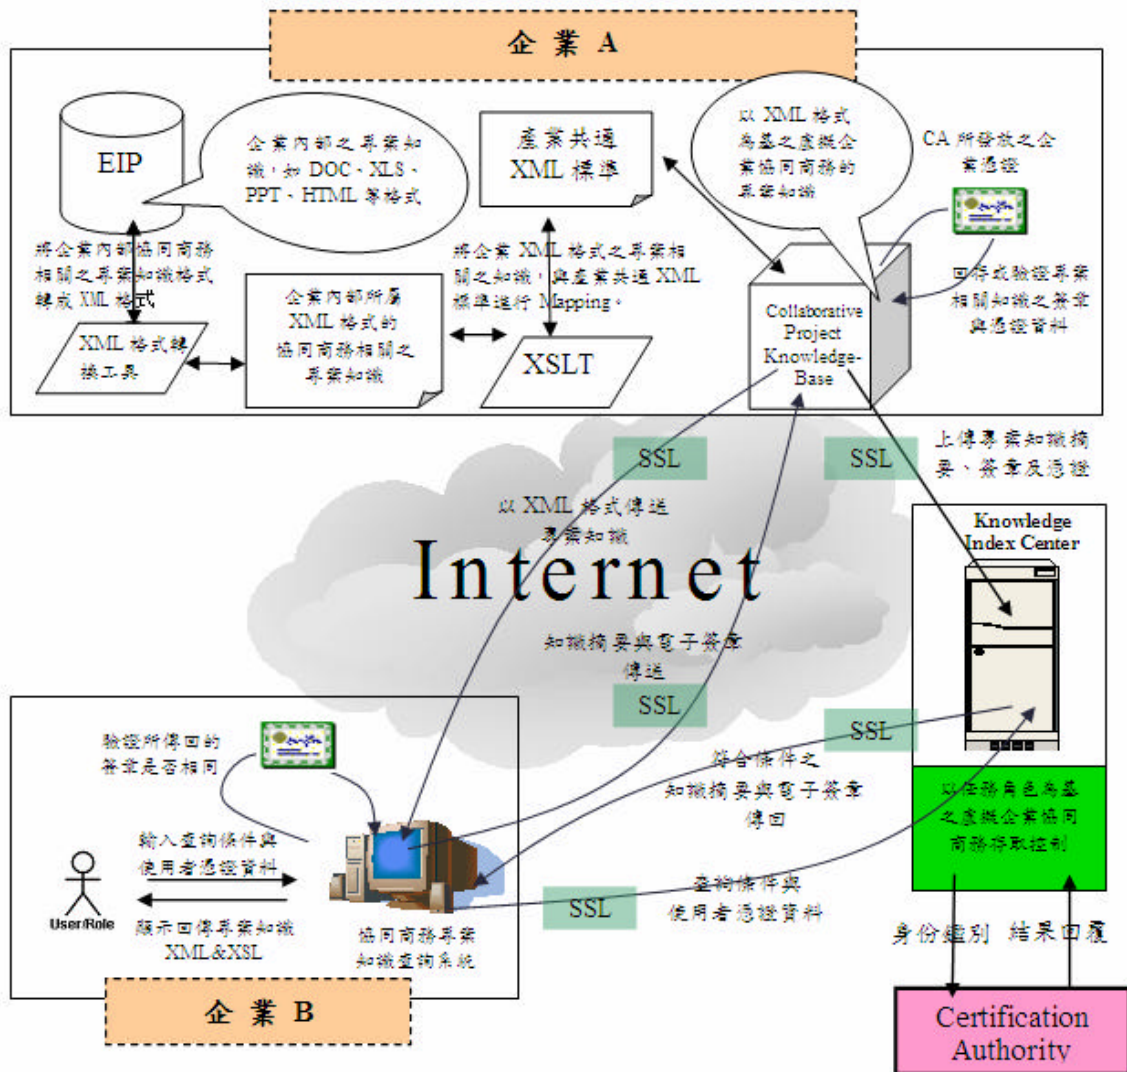 企 業 A
EIP
企業內部之專案知
識，如 DOC、XLS、
PPT、HTML 等格式
產業共通
XML 標準
以 XML 格式
為基之虛擬企
業協同商務的
專案知識
CA 所發放之企
業憑證
將企業內部協同商務
相關之專案知識格式
轉成 XML 格式
將企業 XML 格式之專案相
關之知識，與產業共通 XML
標準進行 Mapping。
回存或驗證專案
相關知識之簽章
與憑證資料
XML 格式轉
換工具
企業內部所屬
XML 格式的
協同商務相關之
專案知識
XSLT
Collaborative
Project
Knowledge-
Base
SSL
SSL
上傳專案知識摘
要、簽章及憑證
以 XML 格式傳送
專案知識
Internet
Knowledge
Index Center
知識摘要與電子簽章
傳送
SSL
SSL
符合條件之
知識摘要與電子簽章
傳回
以任務角色為基
之虛擬企業協同
商務存取控制
驗證所傳回的
簽章是否相同
輸入查詢條件與
使用者憑證資料
User/Role
顯示回傳專案知識
XML&XSL
協同商務專案
知識查詢系統
SSL
查詢條件與
使用者憑證資料
身份鑑別
結果回覆
企 業 B
Certification
Authority